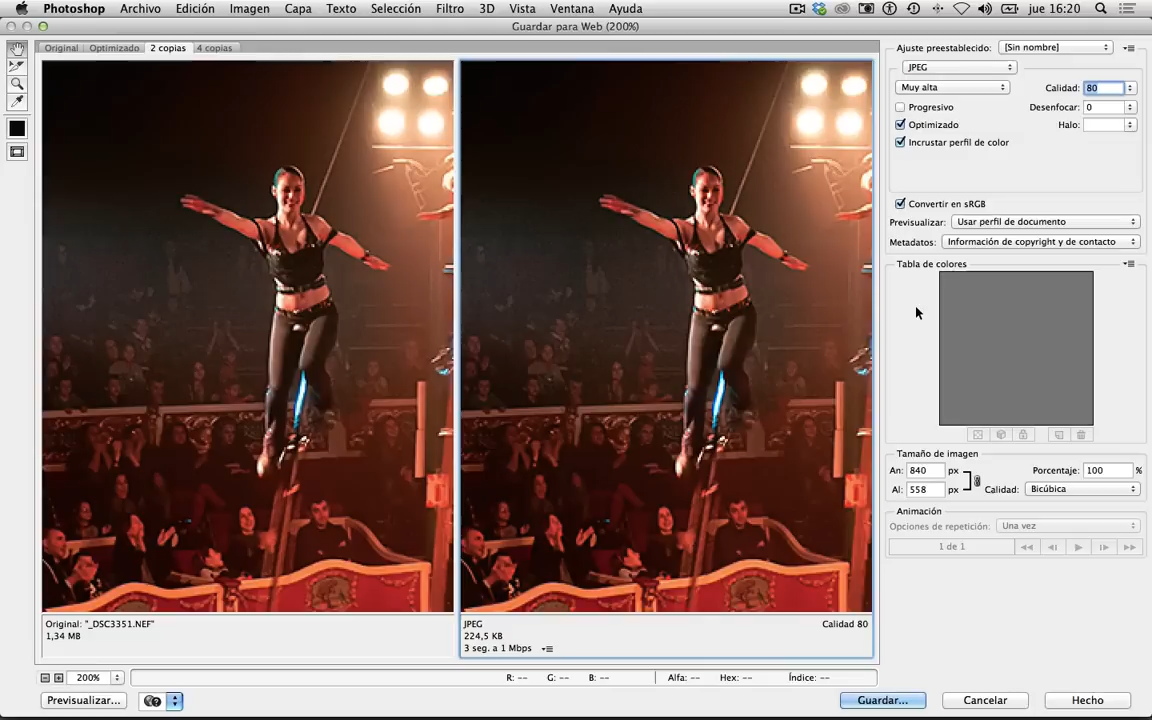 Photoshop Archivo Edición Imagen Capa Texto Selección Filtro 3D Vista Ventana Ayuda jue 16:20
Guardar para Web (200%)
Original Optimizado 2 copias 4 copias
Original: "_DSC3351.NEF"
1,34 MB
JPEG Calidad 80
224,5 KB
3 seg. a 1 Mbps
200%
R: -- G: -- B: -- Alfa: -- Hex: -- Índice: --
Previsualizar...
Ajuste preestablecido: [Sin nombre]
JPEG
Muy alta Calidad: 80
Progresivo Desenfocar: 0
Optimizado Halo:
Incrustar perfil de color
Convertir en sRGB
Previsualizar: Usar perfil de documento
Metadatos: Información de copyright y de contacto
Tabla de colores
Tamaño de imagen
An: 840 px Porcentaje: 100 %
Al: 558 px Calidad: Bicúbica
Animación
Opciones de repetición: Una vez
1 de 1
Guardar... Cancelar Hecho